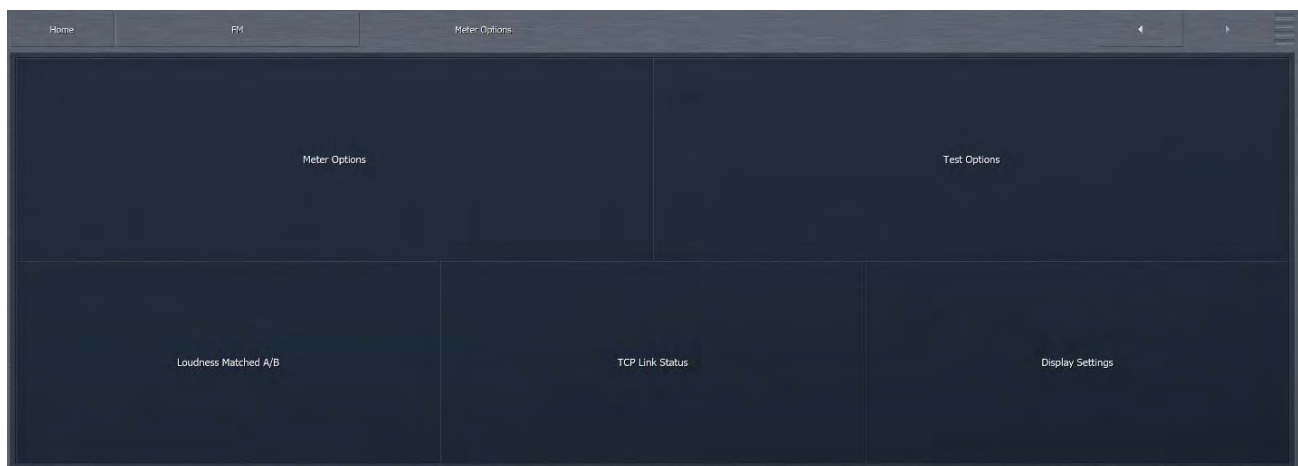 Home FM Meter Options
Meter Options Test Options
Loudness Matched A/B TCP Link Status Display Settings